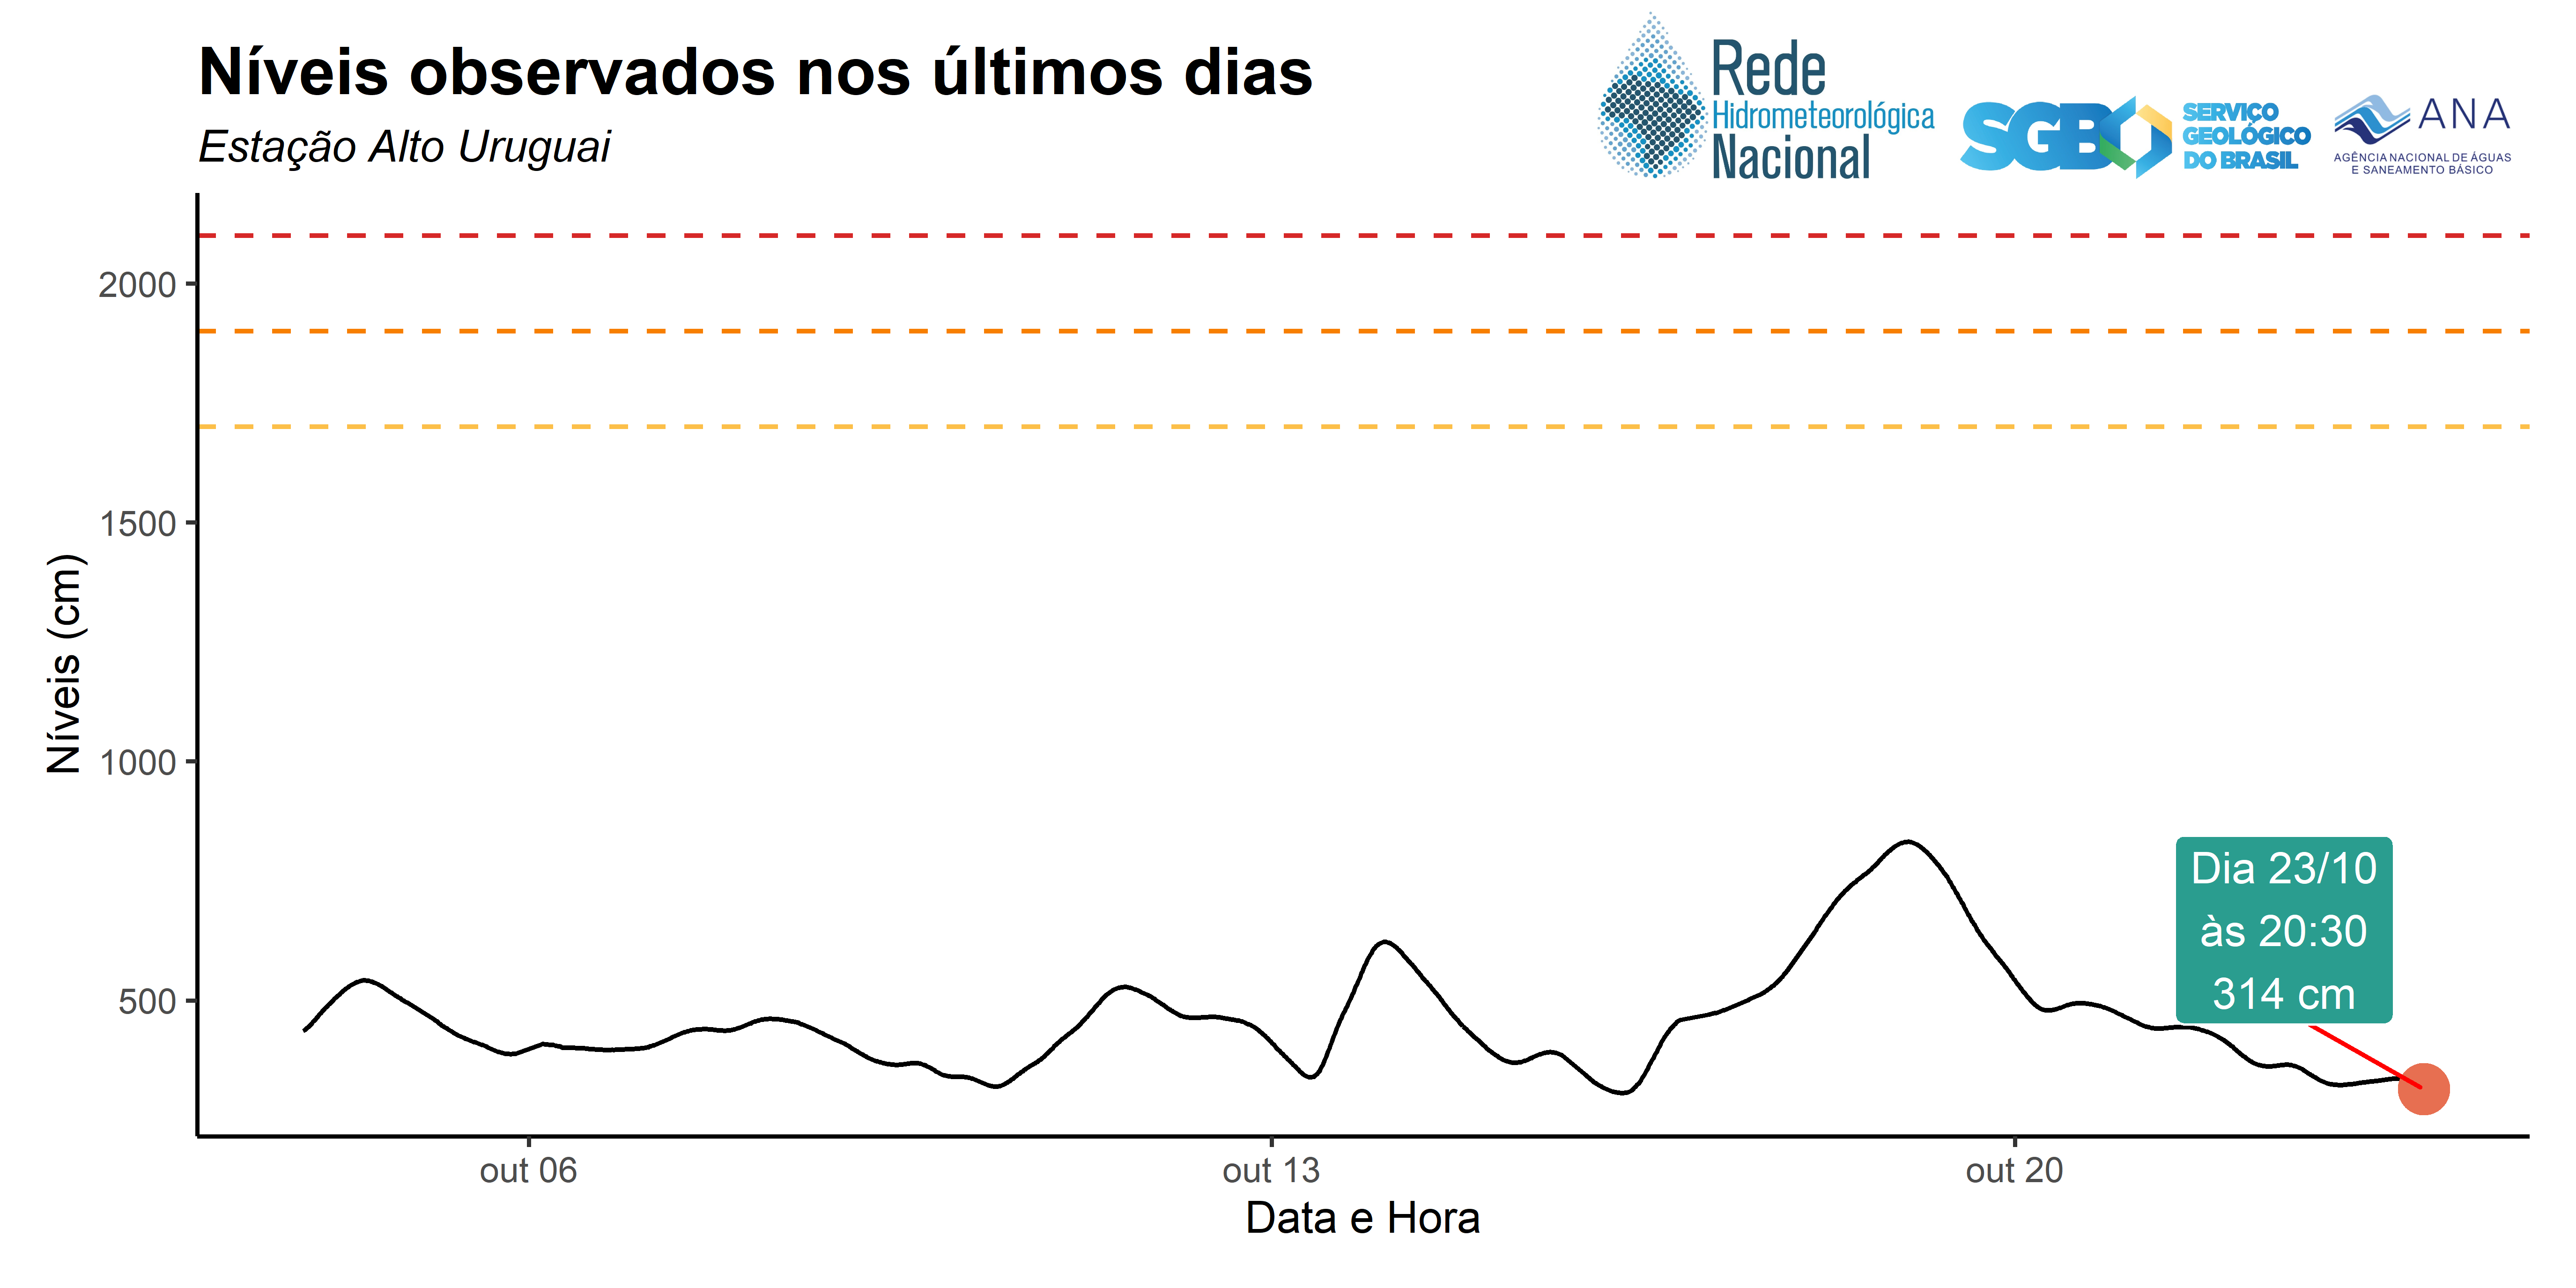 Níveis observados nos últimos dias
Estação Alto Uruguai
Rede
Hidrometeorológica
Nacional
SGB
SERVIÇO
GEOLÓGICO
DO BRASIL
ANA
AGÊNCIA NACIONAL DE ÁGUAS
E SANEAMENTO BÁSICO
Níveis (cm)
2000
1500
1000
500
Dia 23/10
às 20:30
314 cm
out 06
out 13
out 20
Data e Hora